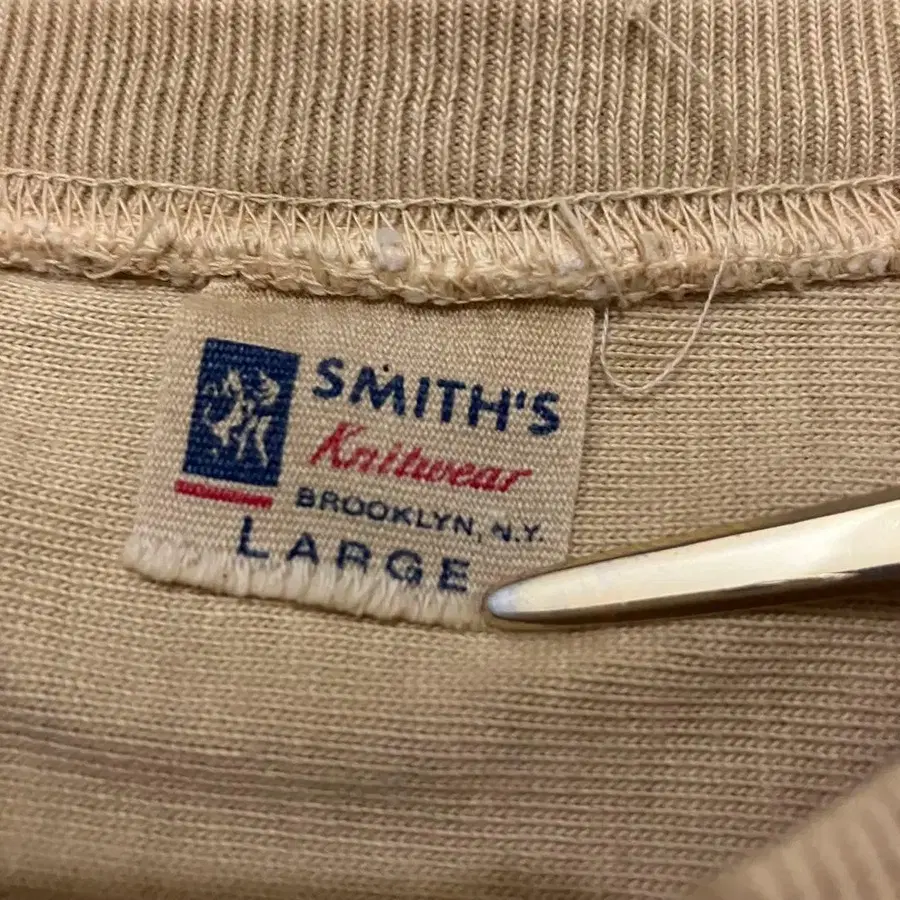 SMITH'S
Knitwear
BROOKLYN, N.Y.
LARGE